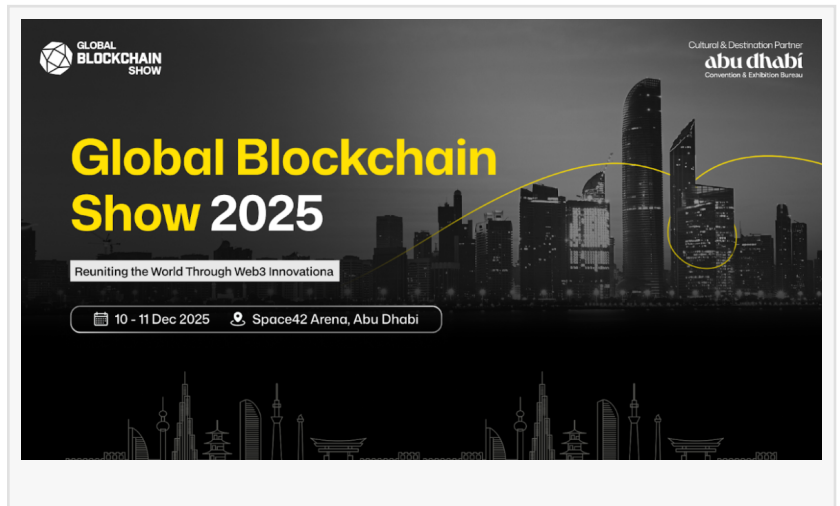 GLOBAL
BLOCKCHAIN
SHOW
Cultural & Destination Partner
abu dhabi
Convention & Exhibition Bureau
Global Blockchain
Show 2025
Reuniting the World Through Web3 Innovationa
10 - 11 Dec 2025 Space42 Arena, Abu Dhabi